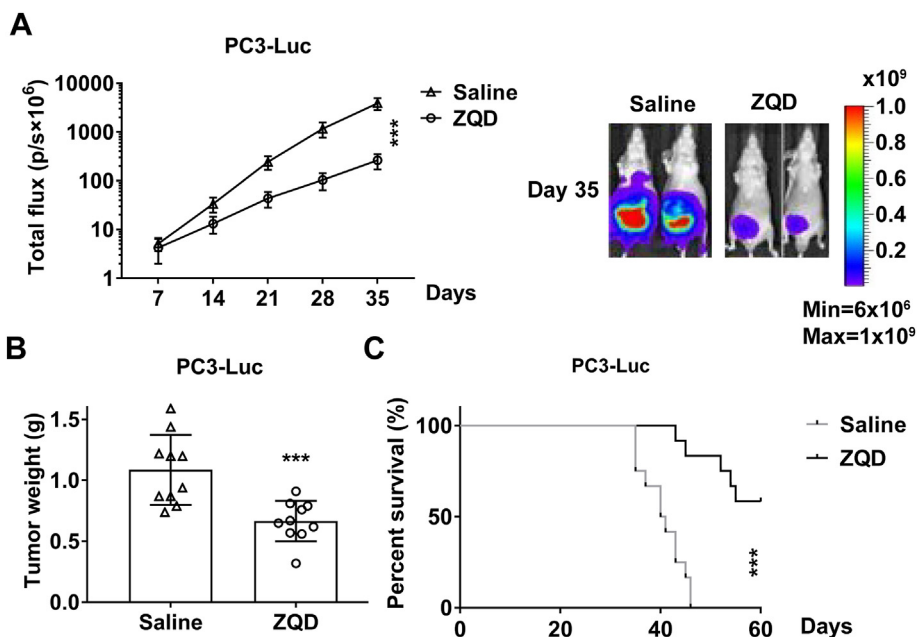 A
PC3-Luc
Total flux (p/s×10⁶)
10000
1000
100
10
1
7 14 21 28 35 Days
Saline
ZQD
***
Saline ZQD
Day 35
x10⁹
1.0
0.8
0.6
0.4
0.2
Min=6x10⁶
Max=1x10⁹
B
PC3-Luc
Tumor weight (g)
1.5
1.0
0.5
0.0
***
Saline ZQD
C
PC3-Luc
Percent survival (%)
100
50
0
0 20 40 60 Days
***
Saline
ZQD